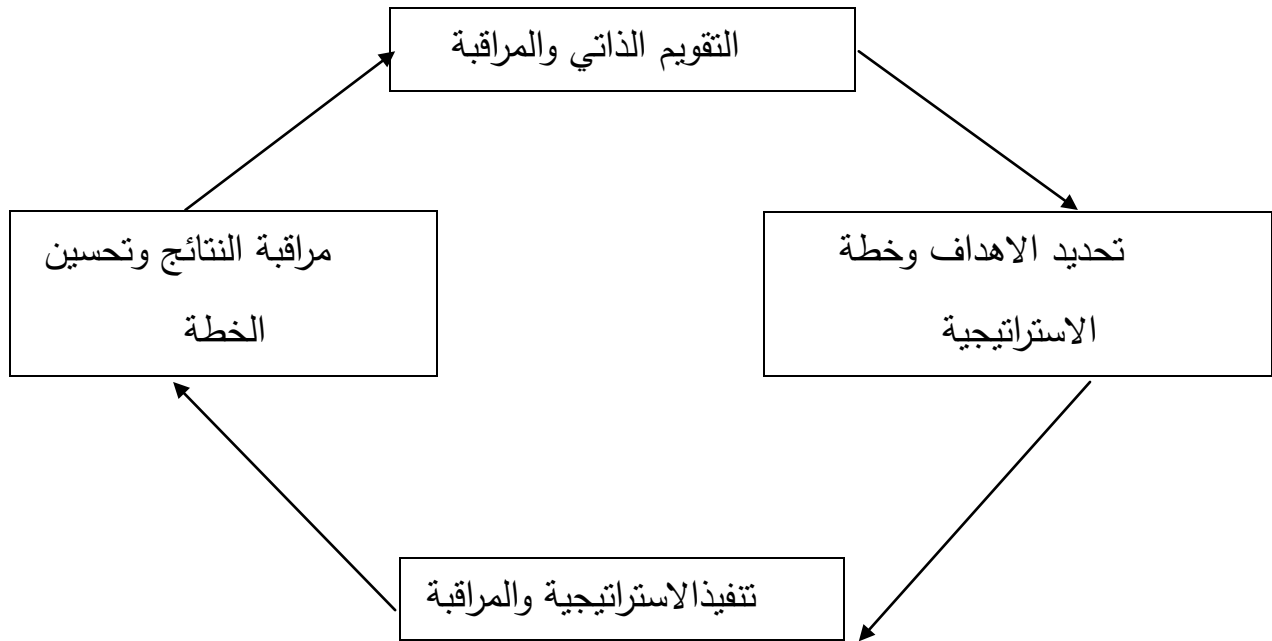 التقويم الذاتي والمراقبة
تحديد الاهداف وخطة
الاستراتيجية
تنفيذالاستراتيجية والمراقبة
مراقبة النتائج وتحسين
الخطة